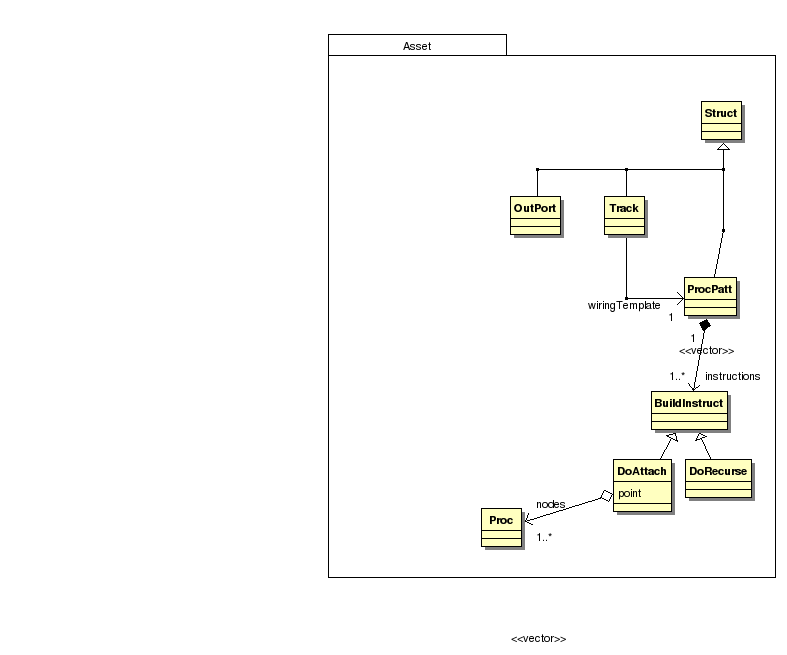 Asset
Struct
OutPort
Track
ProcPatt
wiringTemplate
1
1
<<vector>>
1..*
instructions
BuildInstruct
DoAttach
DoRecurse
point
nodes
Proc
1..*
<<vector>>